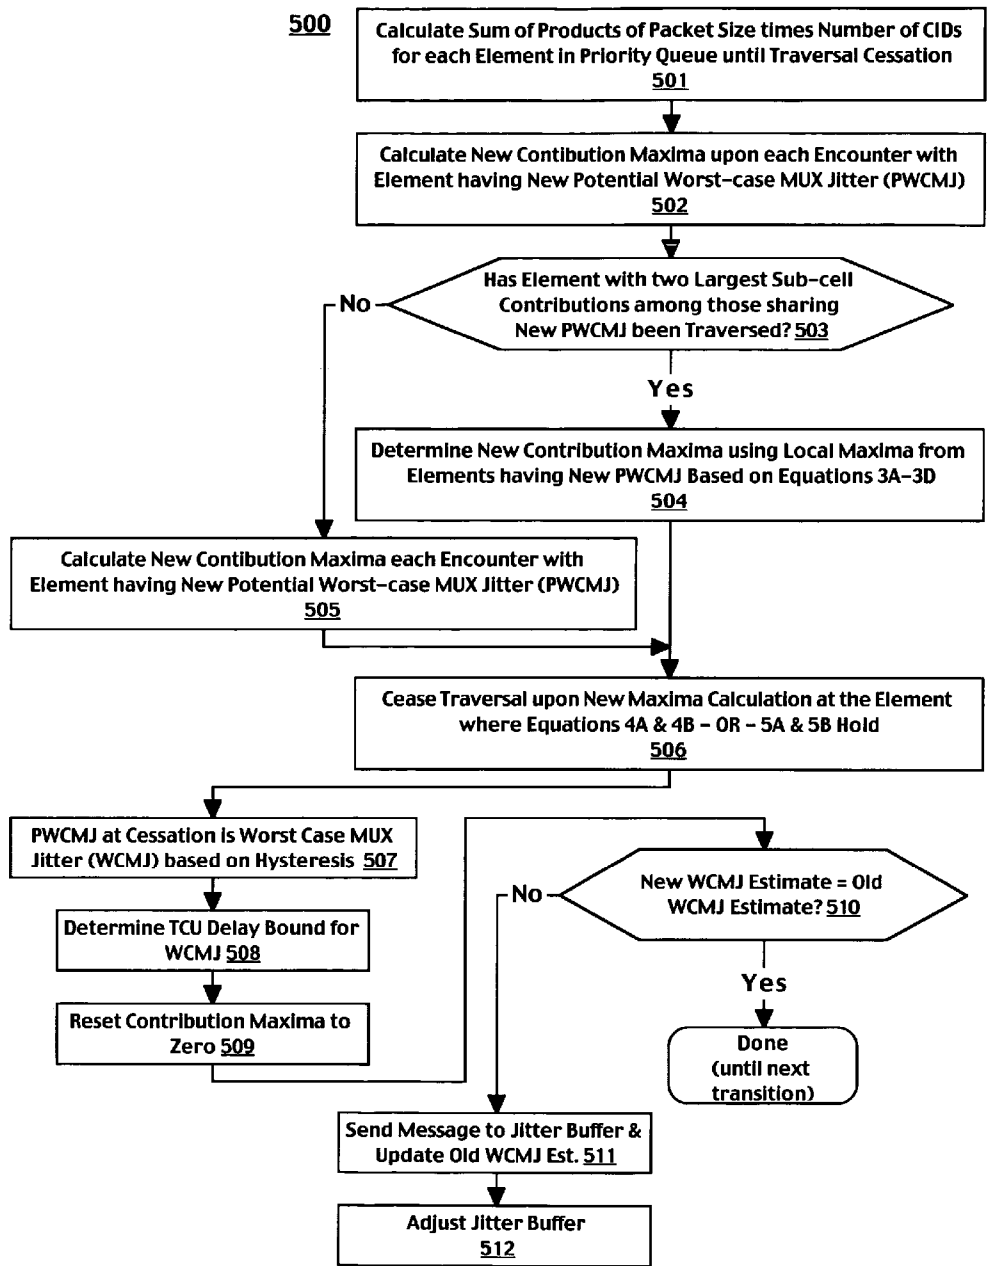 500
Calculate Sum of Products of Packet Size times Number of CIDs
for each Element in Priority Queue until Traversal Cessation
501
Calculate New Contibution Maxima upon each Encounter with
Element having New Potential Worst-case MUX Jitter (PWCMJ)
502
Has Element with two Largest Sub-cell
Contributions among those sharing
New PWCMJ been Traversed? 503
No
Yes
Determine New Contribution Maxima using Local Maxima from
Elements having New PWCMJ Based on Equations 3A-3D
504
Calculate New Contibution Maxima each Encounter with
Element having New Potential Worst-case MUX Jitter (PWCMJ)
505
Cease Traversal upon New Maxima Calculation at the Element
where Equations 4A & 4B - OR - 5A & 5B Hold
506
PWCMJ at Cessation is Worst Case MUX
Jitter (WCMJ) based on Hysteresis 507
Determine TCU Delay Bound for
WCMJ 508
Reset Contribution Maxima to
Zero 509
New WCMJ Estimate = Old
WCMJ Estimate? 510
No
Yes
Done
(until next
transition)
Send Message to Jitter Buffer &
Update Old WCMJ Est. 511
Adjust Jitter Buffer
512